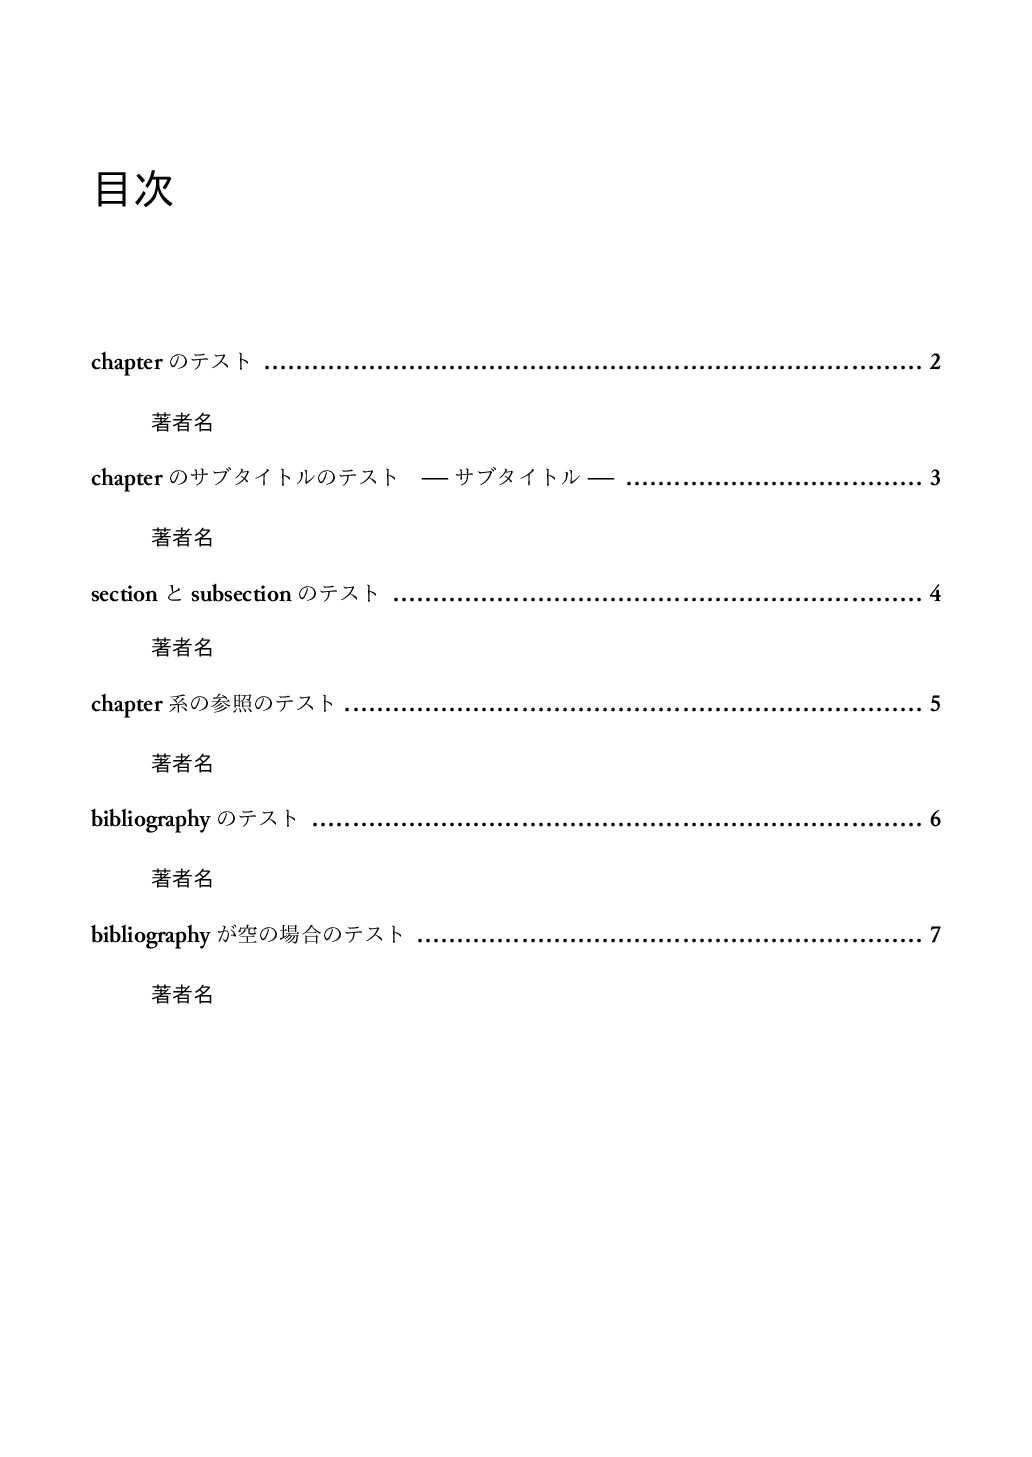 目次
chapter のテスト ................................................................................ 2
著者名
chapter のサブタイトルのテスト　― サブタイトル ― .................................... 3
著者名
section と subsection のテスト ................................................................ 4
著者名
chapter 系の参照のテスト ...................................................................... 5
著者名
bibliography のテスト .......................................................................... 6
著者名
bibliography が空の場合のテスト ............................................................. 7
著者名